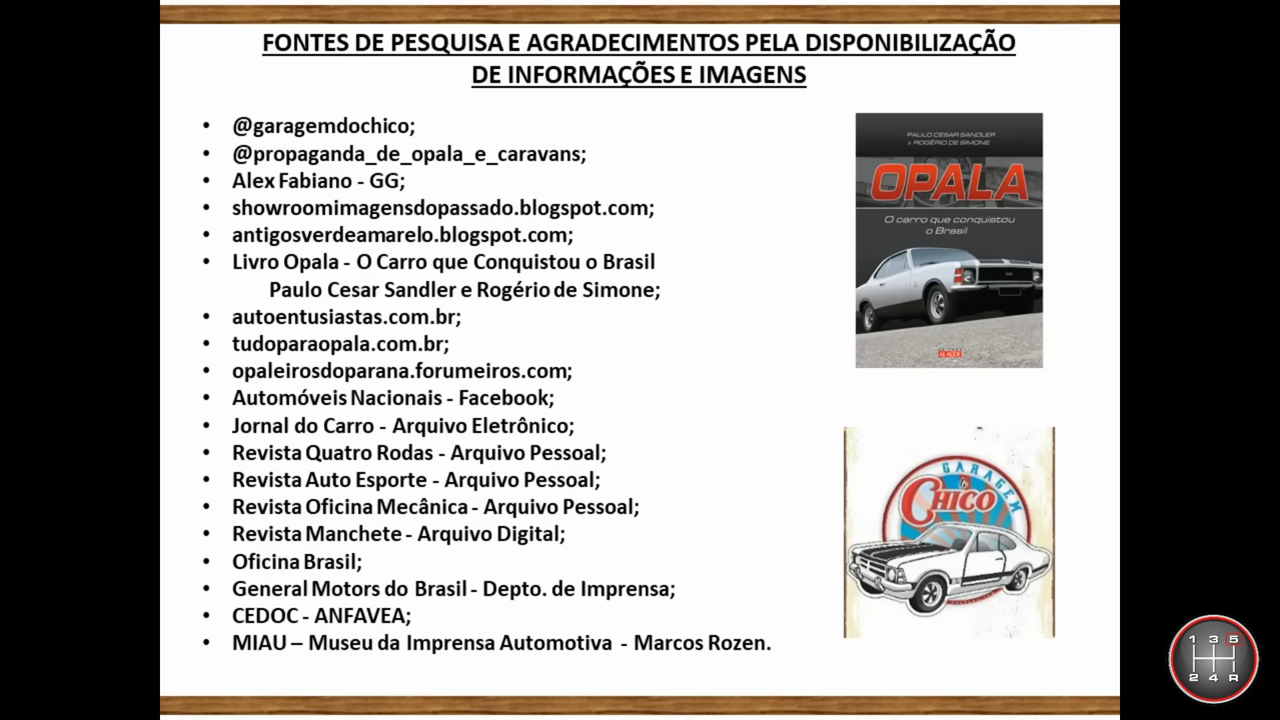 FONTES DE PESQUISA E AGRADECIMENTOS PELA DISPONIBILIZAÇÃO
DE INFORMAÇÕES E IMAGENS
• @garagemdochico;
• @propaganda_de_opala_e_caravans;
• Alex Fabiano - GG;
• showroomimagensdopassado.blogspot.com;
• antigosverdeamarelo.blogspot.com;
• Livro Opala - O Carro que Conquistou o Brasil
Paulo Cesar Sandler e Rogério de Simone;
• autoentusiastas.com.br;
• tudoparaopala.com.br;
• opaleirosdoparana.forumeiros.com;
• Automóveis Nacionais - Facebook;
• Jornal do Carro - Arquivo Eletrônico;
• Revista Quatro Rodas - Arquivo Pessoal;
• Revista Auto Esporte - Arquivo Pessoal;
• Revista Oficina Mecânica - Arquivo Pessoal;
• Revista Manchete - Arquivo Digital;
• Oficina Brasil;
• General Motors do Brasil - Depto. de Imprensa;
• CEDOC - ANFAVEA;
• MIAU – Museu da Imprensa Automotiva - Marcos Rozen.
PAULO CESAR SANDLER
e ROGÉRIO DE SIMONE
OPALA
O carro que conquistou
o Brasil
ALAÚDE
GARAGEM
CHICO
1 3 5
2 4 R